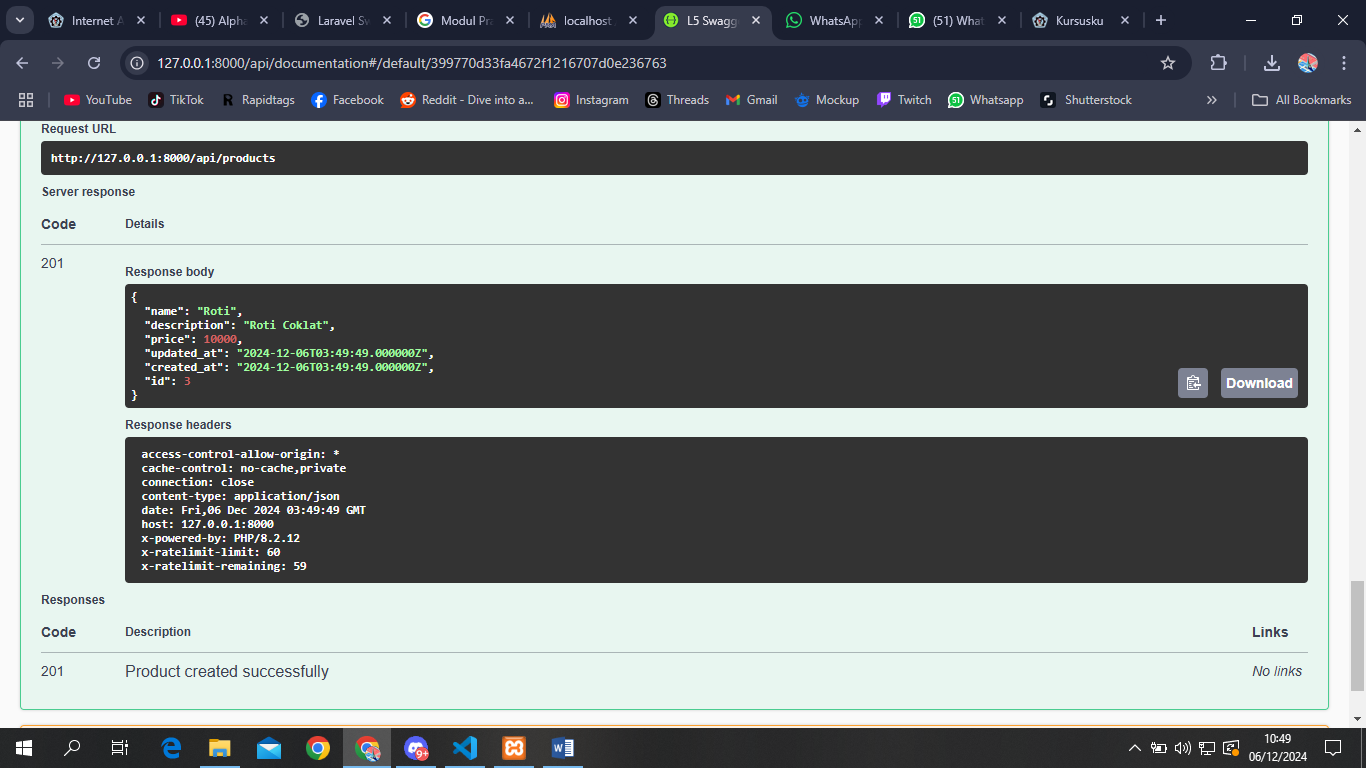 Internet A
(45) Alpha
Laravel Sw
Modul Pra
localhost
L5 Swagg
WhatsApp
(51) What
Kursusku
127.0.0.1:8000/api/documentation#/default/399770d33fa4672f1216707d0e236763
YouTube
TikTok
Rapidtags
Facebook
Reddit - Dive into a...
Instagram
Threads
Gmail
Mockup
Twitch
Whatsapp
Shutterstock
All Bookmarks
Request URL
http://127.0.0.1:8000/api/products
Server response
Code Details
201
Response body
{
"name": "Roti",
"description": "Roti Coklat",
"price": 10000,
"updated_at": "2024-12-06T03:49:49.000000Z",
"created_at": "2024-12-06T03:49:49.000000Z",
"id": 3
}
Download
Response headers
access-control-allow-origin: *
cache-control: no-cache,private
connection: close
content-type: application/json
date: Fri,06 Dec 2024 03:49:49 GMT
host: 127.0.0.1:8000
x-powered-by: PHP/8.2.12
x-ratelimit-limit: 60
x-ratelimit-remaining: 59
Responses
Code Description Links
201 Product created successfully No links
9+
10:49
06/12/2024